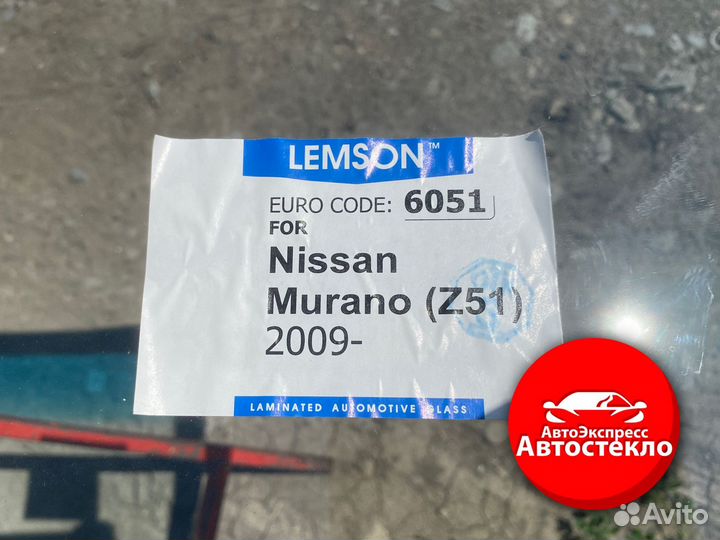 LEMSON™
EURO CODE: 6051
FOR
Nissan
Murano (Z51)
2009-
LAMINATED AUTOMOTIVE GLASS
АвтоЭкспресс
Автостекло
Avito